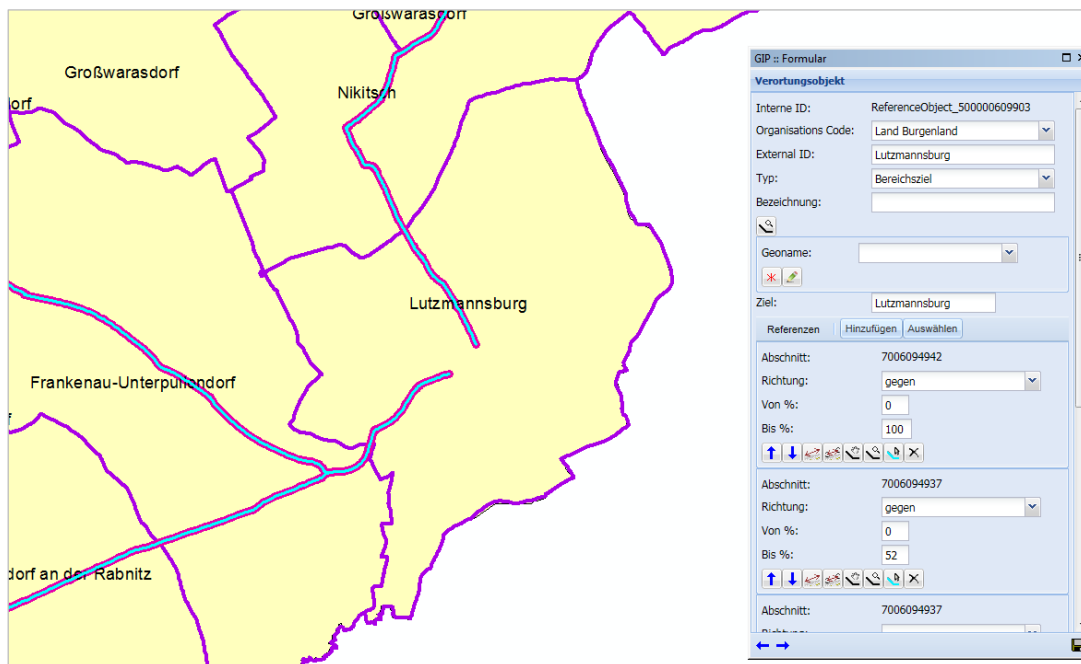 Großwarasdorf
Großwarasdorf
orf
Nikitsch
Lutzmannsburg
Frankenau-Unterpullendorf
dorf an der Rabnitz
GIP :: Formular
Verortungsobjekt
Interne ID: ReferenceObject_500000609903
Organisations Code: Land Burgenland
External ID: Lutzmannsburg
Typ: Bereichsziel
Bezeichnung:
Geoname:
Ziel: Lutzmannsburg
Referenzen Hinzufügen Auswählen
Abschnitt: 7006094942
Richtung: gegen
Von %: 0
Bis %: 100
Abschnitt: 7006094937
Richtung: gegen
Von %: 0
Bis %: 52
Abschnitt: 7006094937
Richtung: